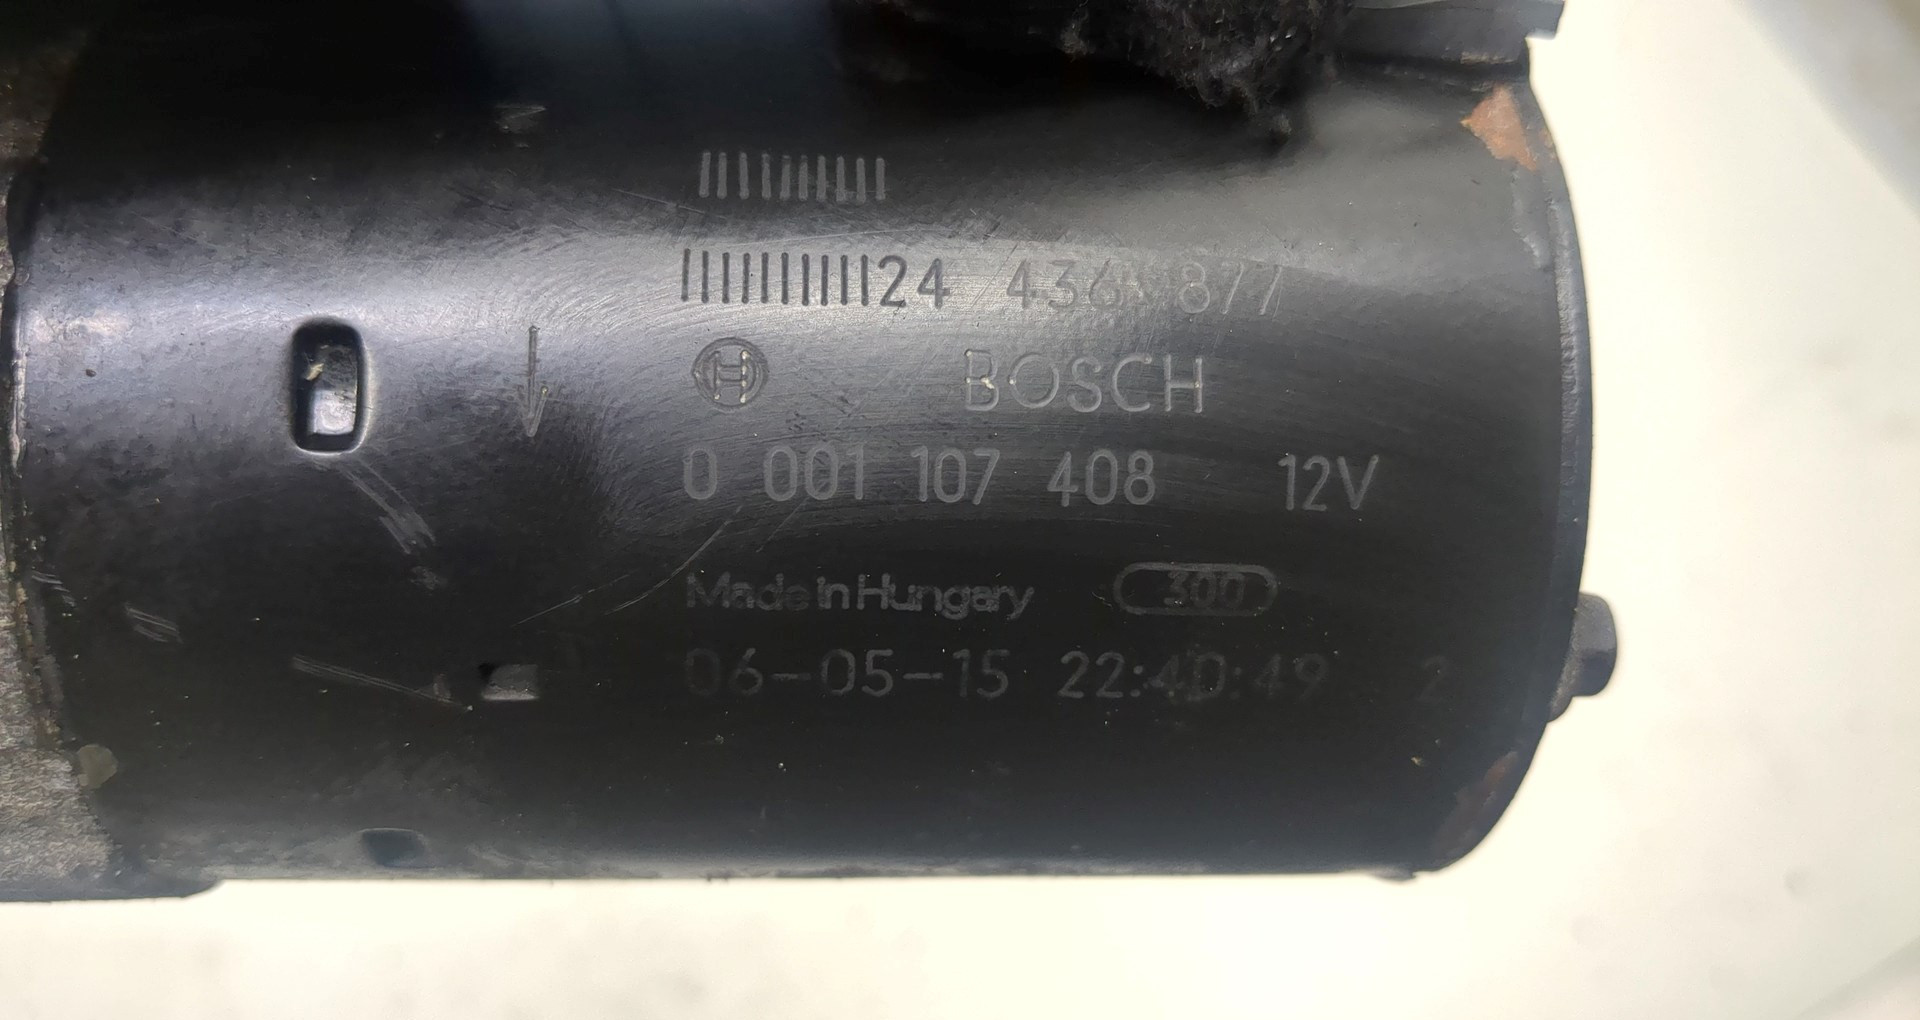 24 436 877
BOSCH
0 001 107 408 12V
Made in Hungary 300
06-05-15 22:40:49 2